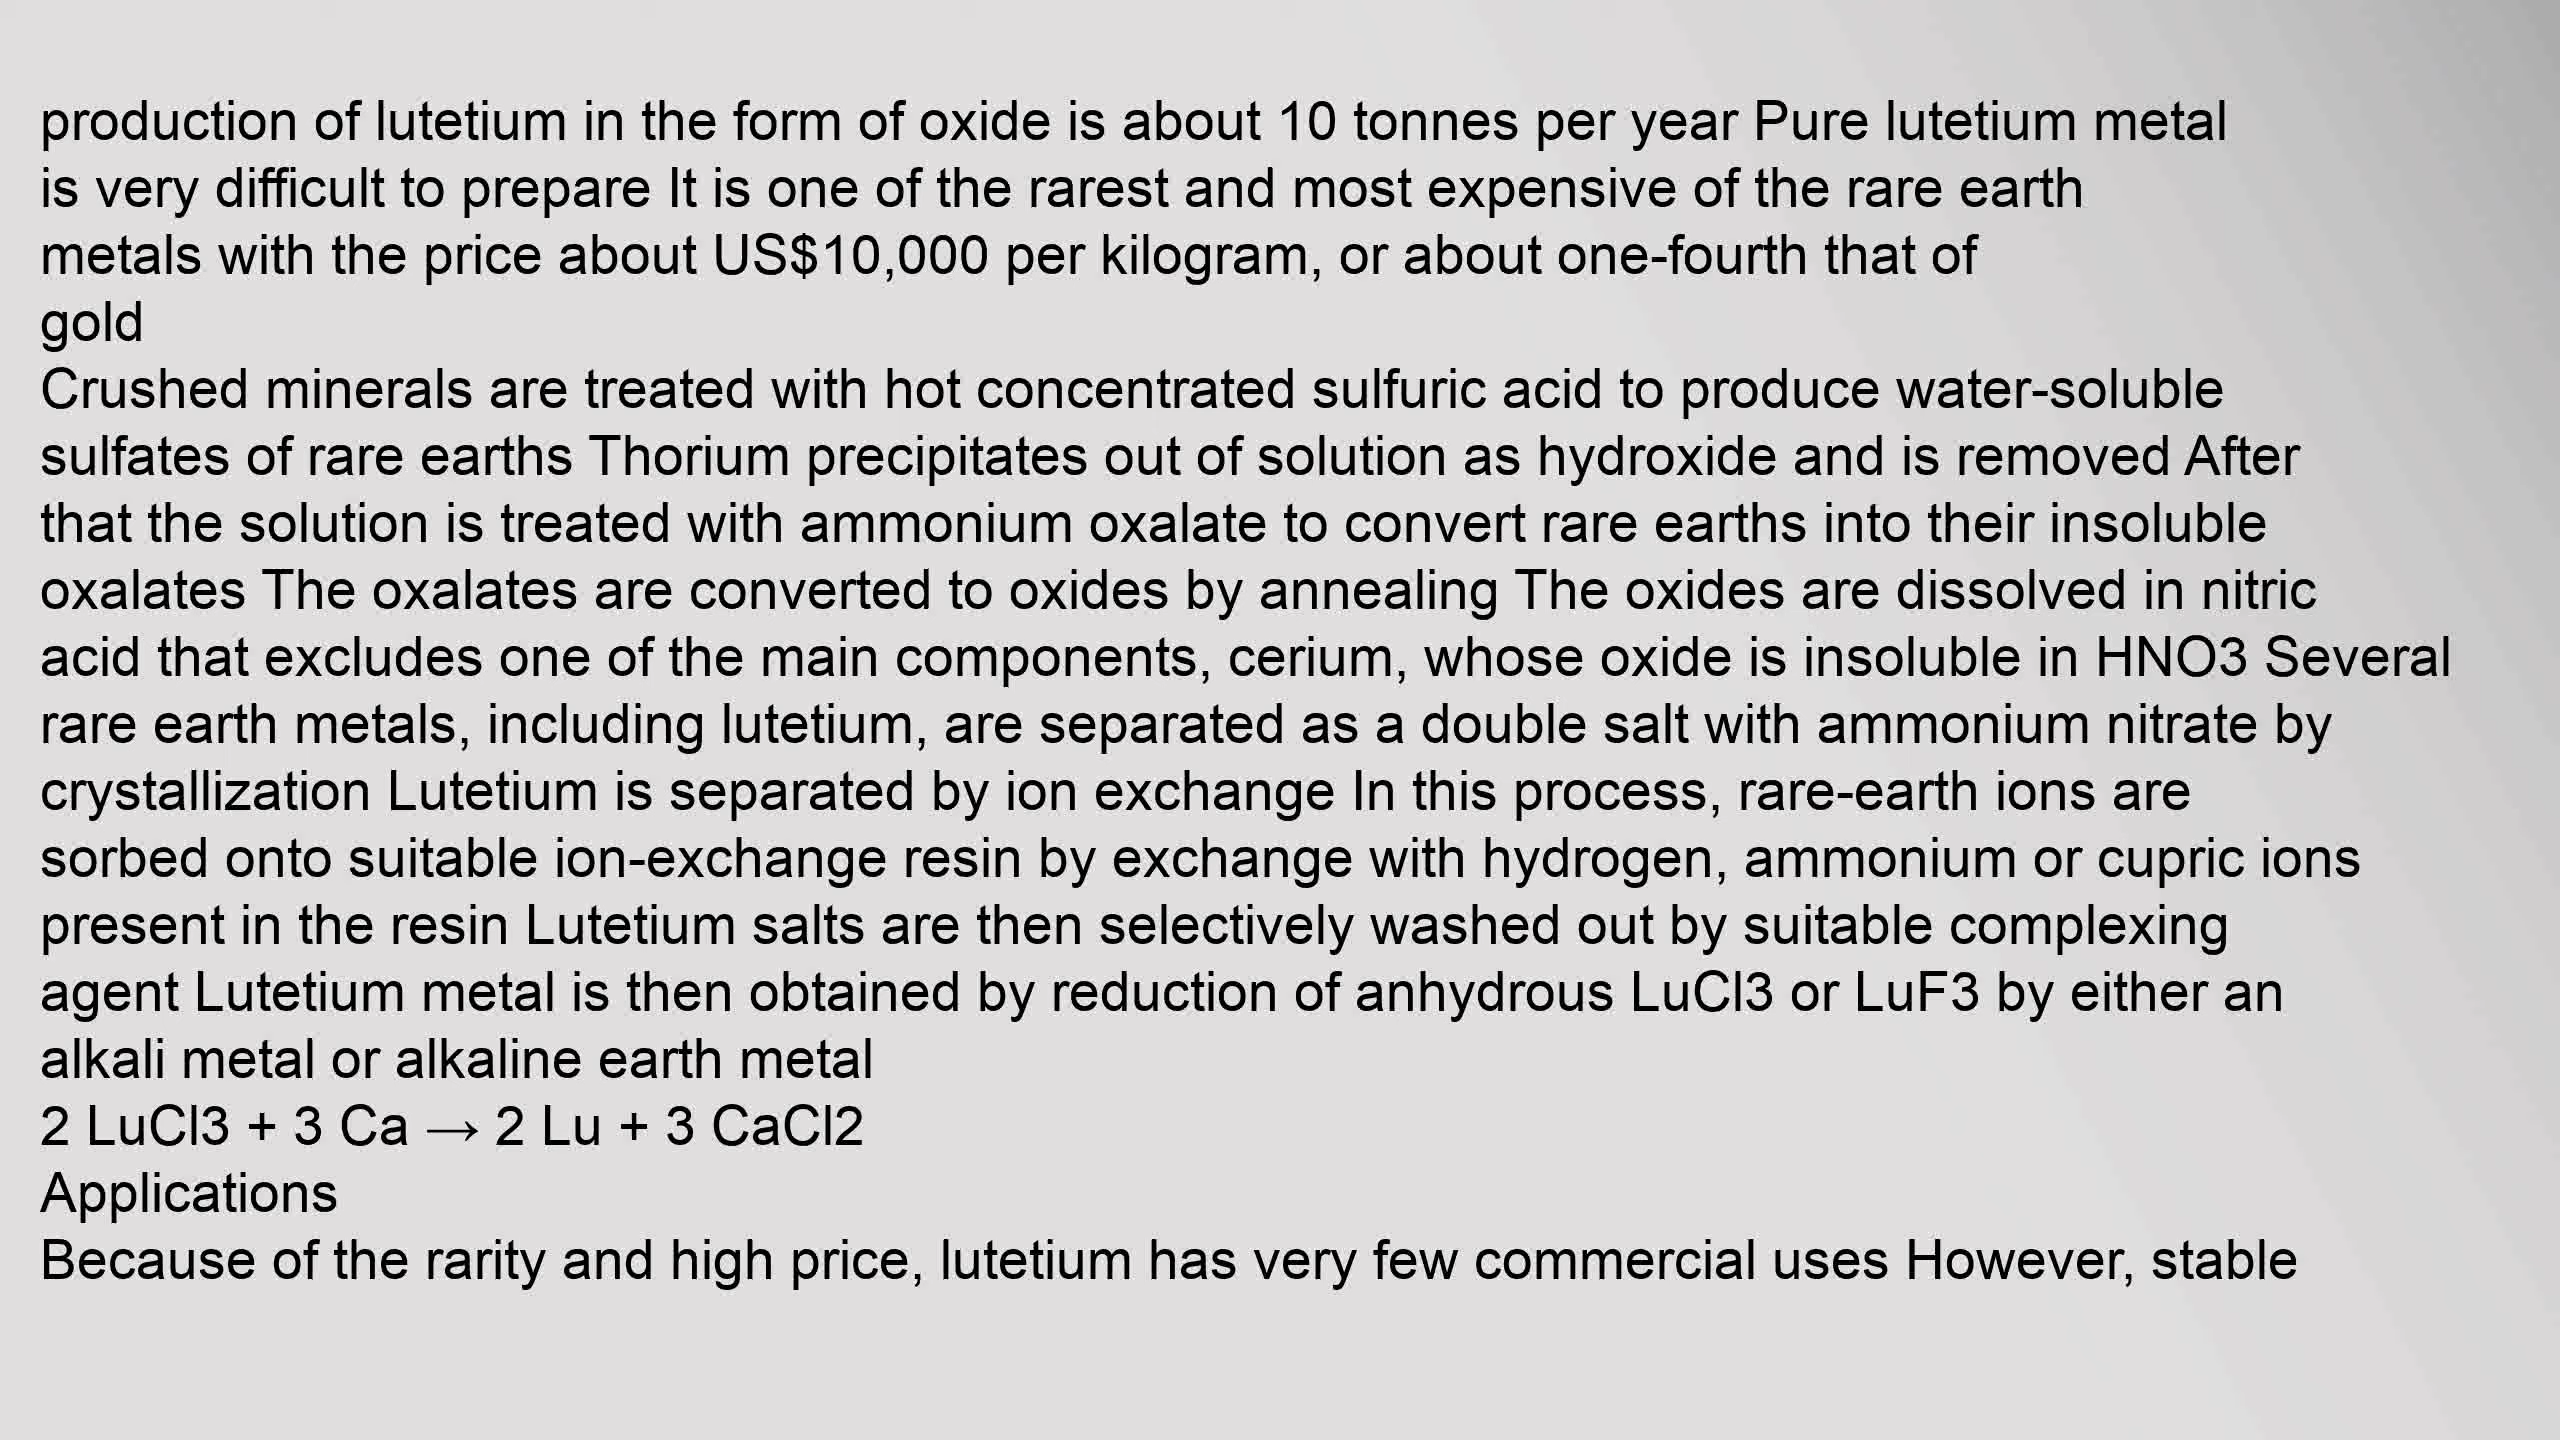 production of lutetium in the form of oxide is about 10 tonnes per year Pure lutetium metal
is very difficult to prepare It is one of the rarest and most expensive of the rare earth
metals with the price about US$10,000 per kilogram, or about one-fourth that of
gold
Crushed minerals are treated with hot concentrated sulfuric acid to produce water-soluble
sulfates of rare earths Thorium precipitates out of solution as hydroxide and is removed After
that the solution is treated with ammonium oxalate to convert rare earths into their insoluble
oxalates The oxalates are converted to oxides by annealing The oxides are dissolved in nitric
acid that excludes one of the main components, cerium, whose oxide is insoluble in HNO3 Several
rare earth metals, including lutetium, are separated as a double salt with ammonium nitrate by
crystallization Lutetium is separated by ion exchange In this process, rare-earth ions are
sorbed onto suitable ion-exchange resin by exchange with hydrogen, ammonium or cupric ions
present in the resin Lutetium salts are then selectively washed out by suitable complexing
agent Lutetium metal is then obtained by reduction of anhydrous LuCl3 or LuF3 by either an
alkali metal or alkaline earth metal
2 LuCl3 + 3 Ca → 2 Lu + 3 CaCl2
Applications
Because of the rarity and high price, lutetium has very few commercial uses However, stable